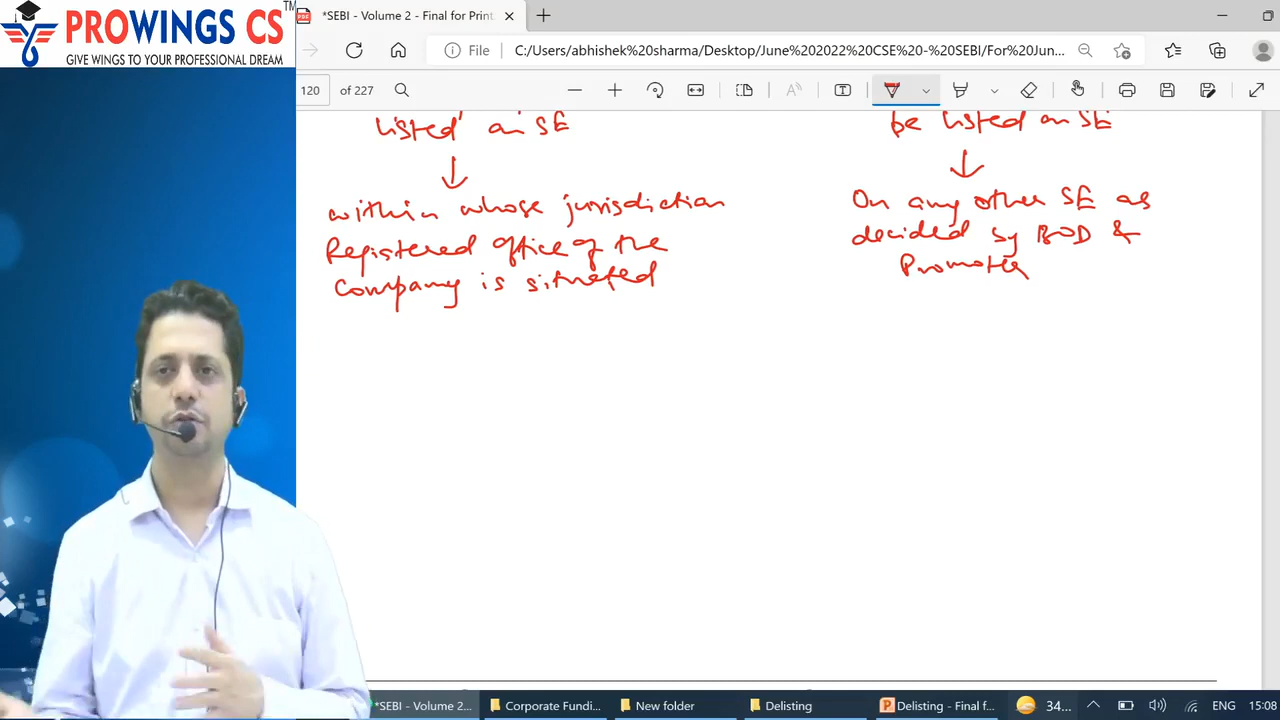 PROWINGS CS
TM
GIVE WINGS TO YOUR PROFESSIONAL DREAM
PDF
*SEBI - Volume 2 - Final for Print
File
C:/Users/abhishek%20sharma/Desktop/June%202022%20CSE%20-%20SEBI/For%20Jun...
120 of 227
listed on SE
be listed on SE
within whose jurisdiction
Registered office of the
Company is situated
On any other SE as
decided by BOD &
Promoter
*SEBI - Volume 2...
Corporate Fundi...
New folder
Delisting
Delisting - Final f...
34...
ENG
15:08